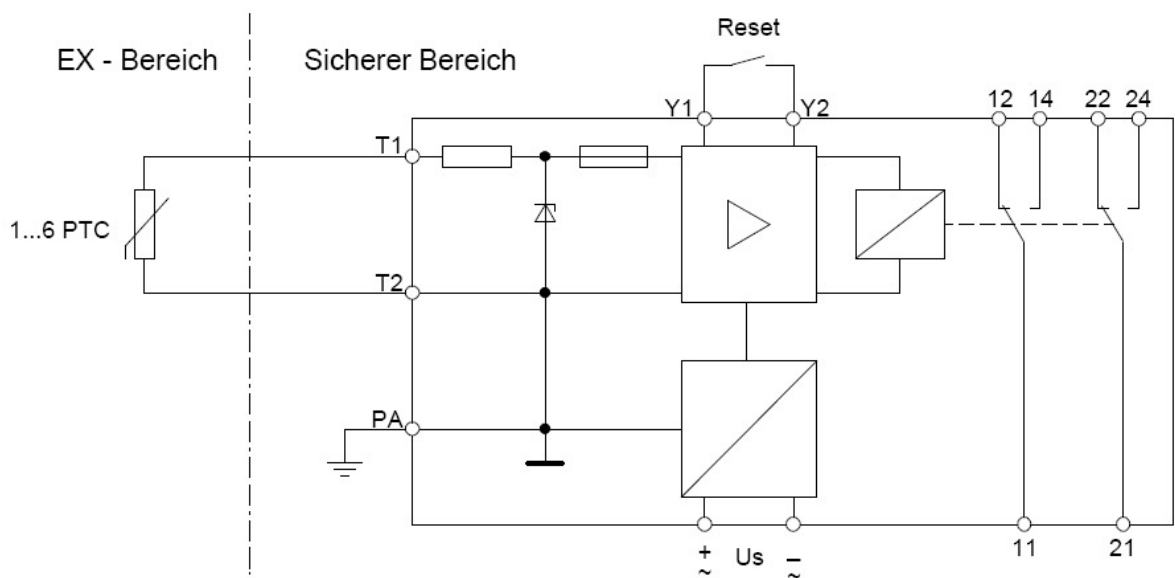 Reset
EX - Bereich
Sicherer Bereich
Y1
Y2
12
14
22
24
T1
1...6 PTC
T2
PA
+
~
Us
–
~
11
21